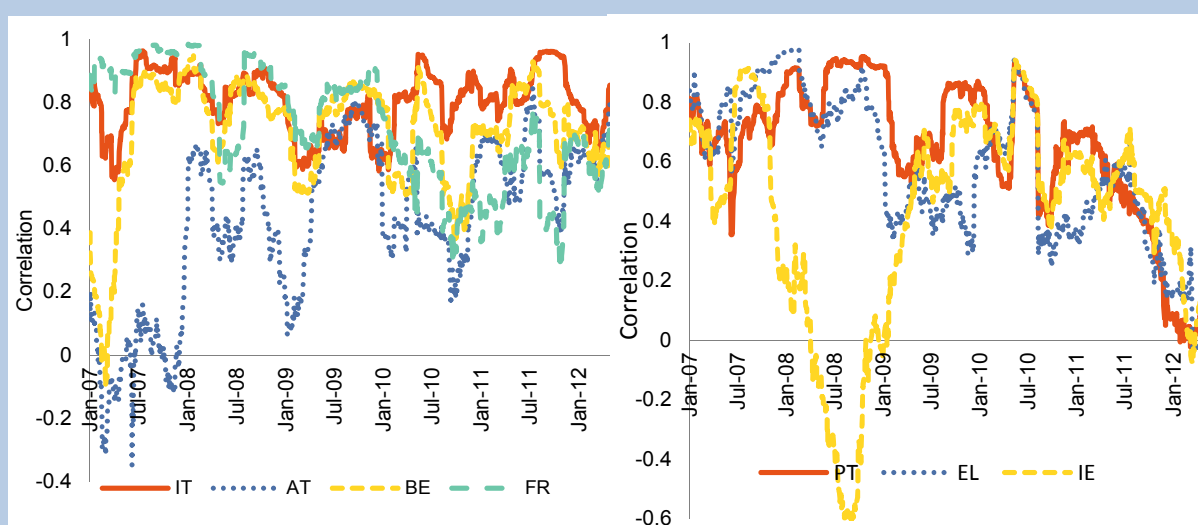 1
0.8
0.6
0.4
0.2
0
-0.2
-0.4
Correlation
Jan-07
Jul-07
Jan-08
Jul-08
Jan-09
Jul-09
Jan-10
Jul-10
Jan-11
Jul-11
Jan-12
IT AT BE FR
1
0.8
0.6
0.4
0.2
0
-0.2
-0.4
-0.6
Correlation
Jan-07
Jul-07
Jan-08
Jul-08
Jan-09
Jul-09
Jan-10
Jul-10
Jan-11
Jul-11
Jan-12
PT EL IE